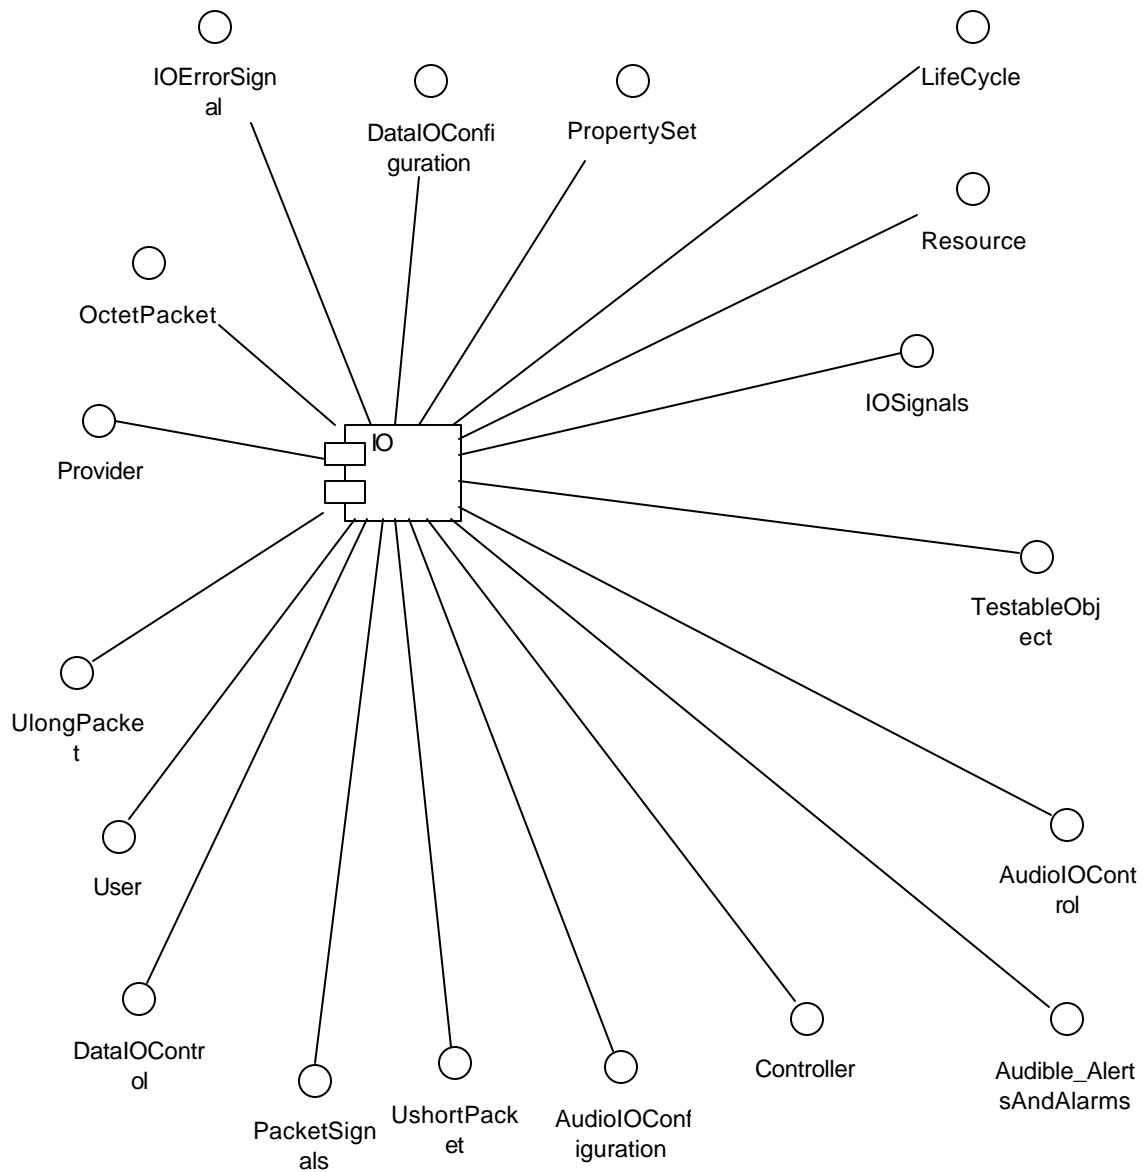 IOErrorSign
al
DataIOConfi
guration
PropertySet
LifeCycle
Resource
OctetPacket
IOSignals
IO
Provider
TestableObj
ect
UlongPacke
t
User
AudioIOCont
rol
DataIOContr
ol
PacketSign
als
UshortPack
et
AudioIOConf
iguration
Controller
Audible_Alert
sAndAlarms